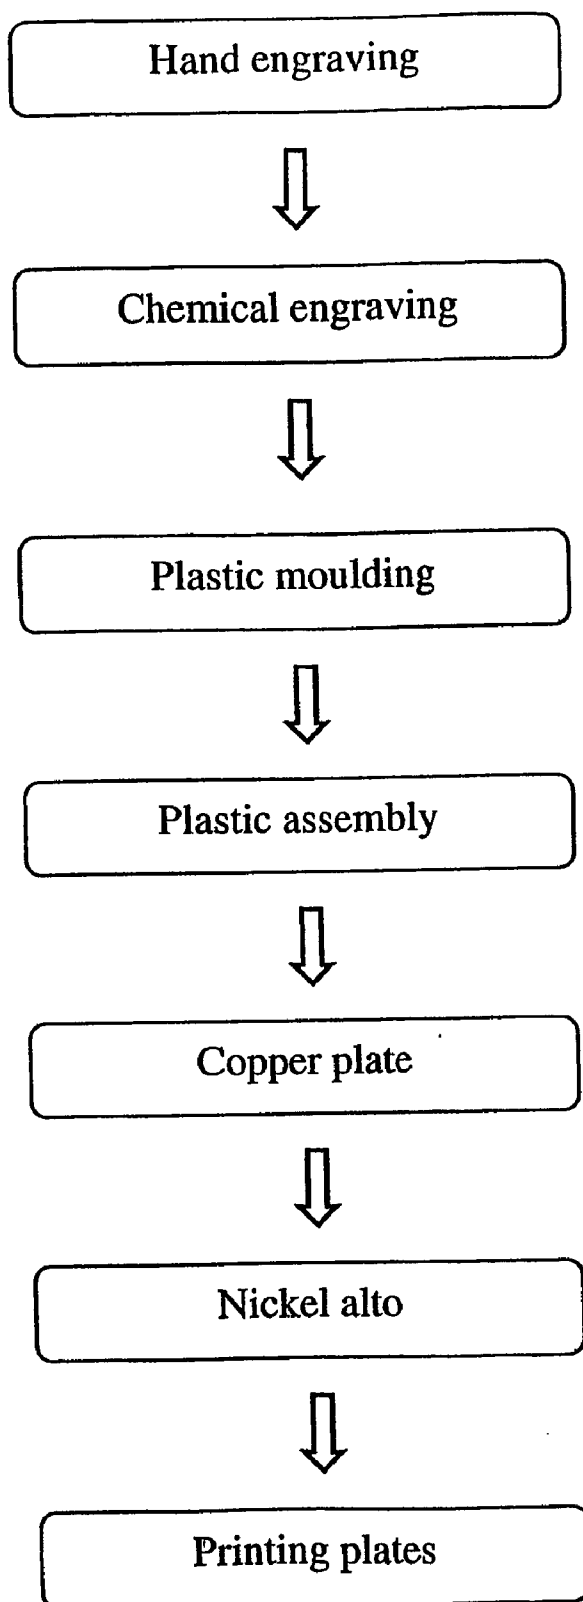 Hand engraving
Chemical engraving
Plastic moulding
Plastic assembly
Copper plate
Nickel alto
Printing plates